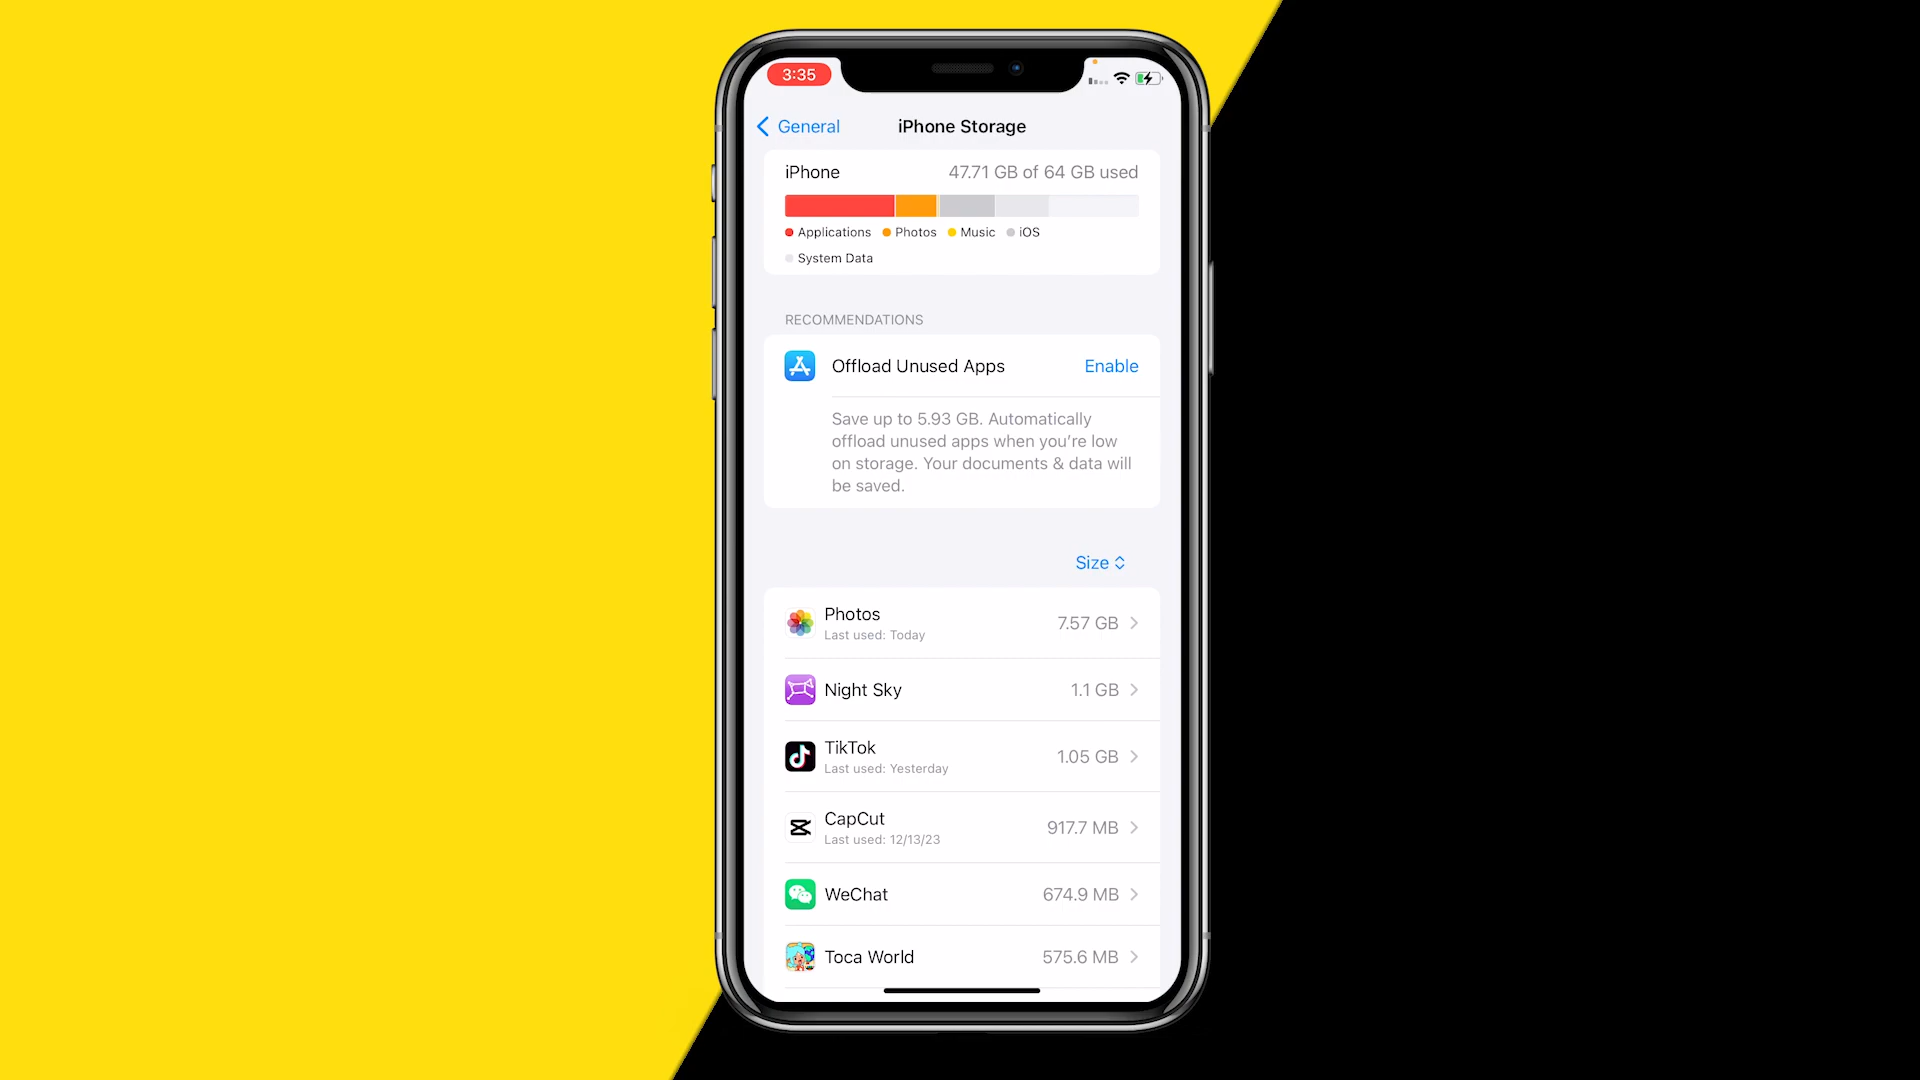 3:35
General
iPhone Storage
iPhone
47.71 GB of 64 GB used
Applications
Photos
Music
iOS
System Data
RECOMMENDATIONS
Offload Unused Apps
Enable
Save up to 5.93 GB. Automatically
offload unused apps when you’re low
on storage. Your documents & data will
be saved.
Size
Photos
Last used: Today
7.57 GB
Night Sky
1.1 GB
TikTok
Last used: Yesterday
1.05 GB
CapCut
Last used: 12/13/23
917.7 MB
WeChat
674.9 MB
Toca World
575.6 MB